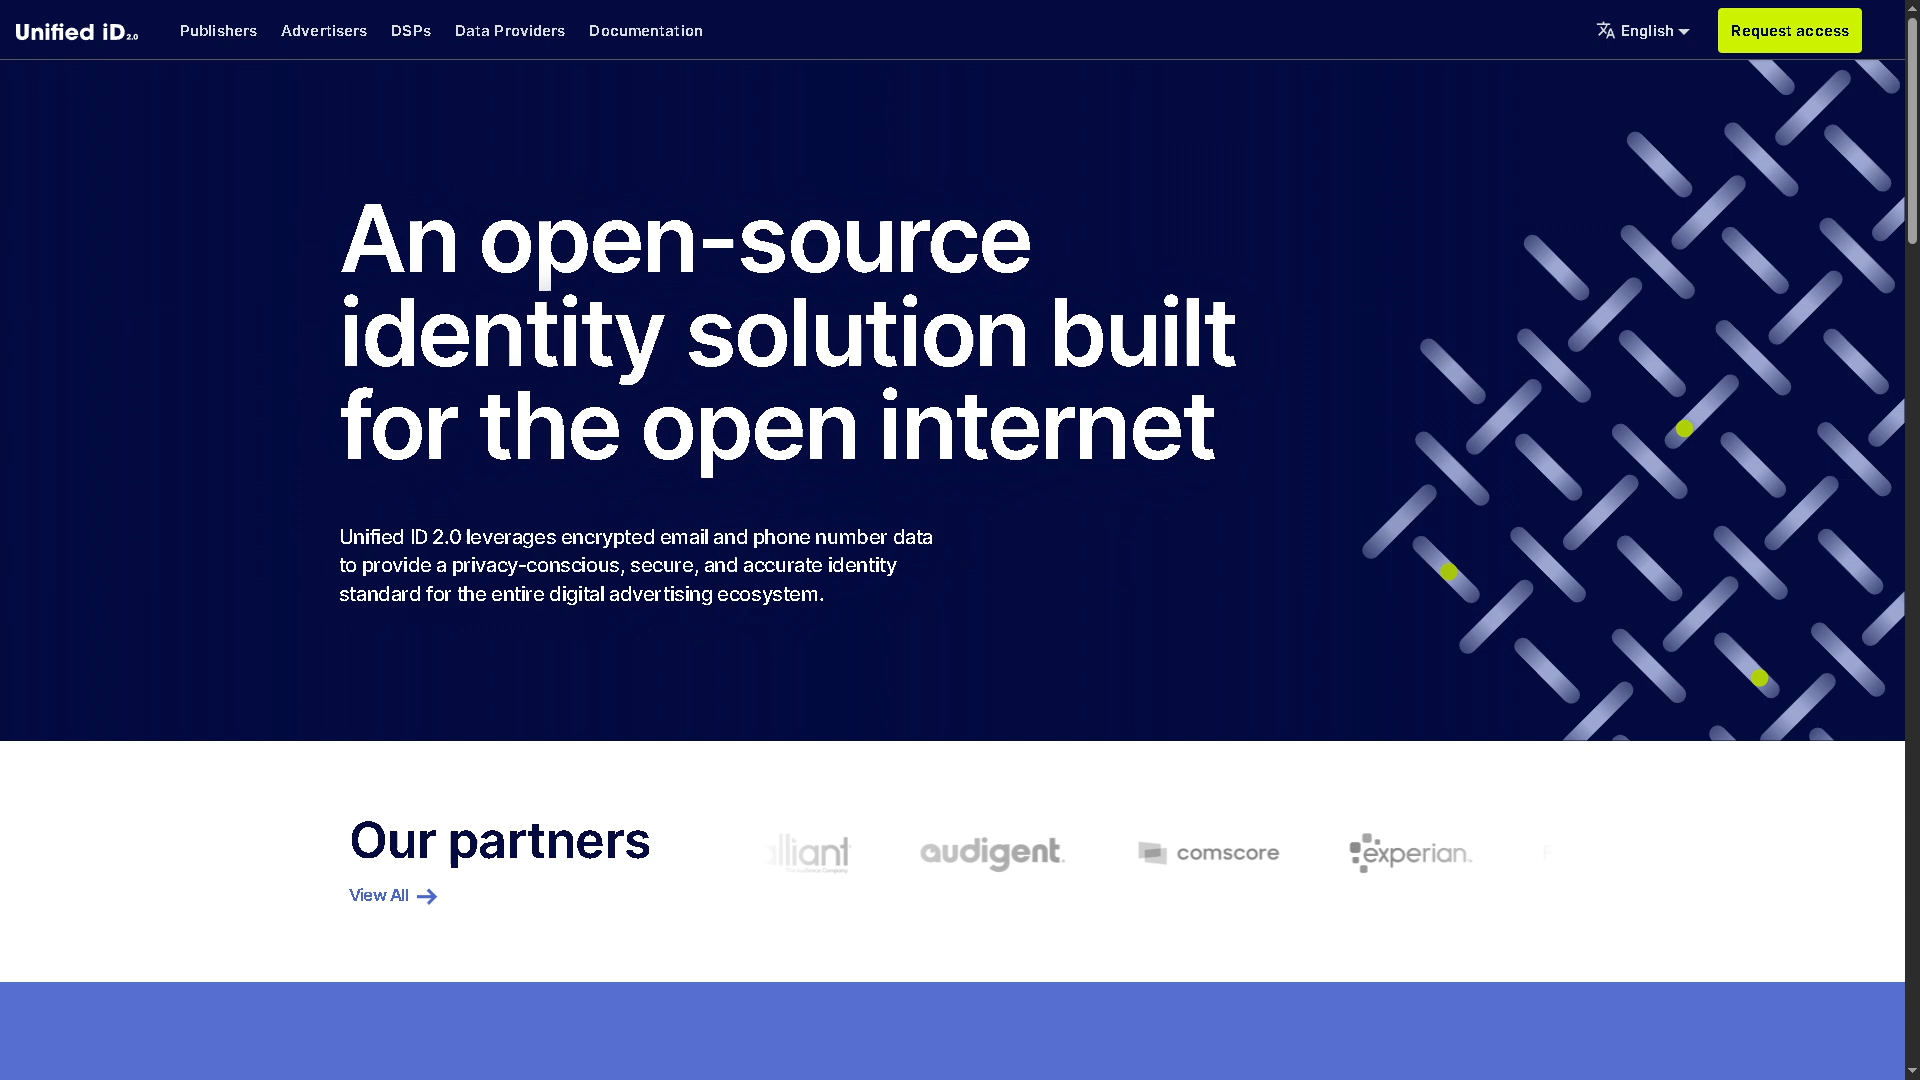 Unified iD 2.0
Publishers
Advertisers
DSPs
Data Providers
Documentation
English
Request access
An open-source
identity solution built
for the open internet
Unified ID 2.0 leverages encrypted email and phone number data
to provide a privacy-conscious, secure, and accurate identity
standard for the entire digital advertising ecosystem.
Our partners
View All
alliant
audigent.
comscore
experian.